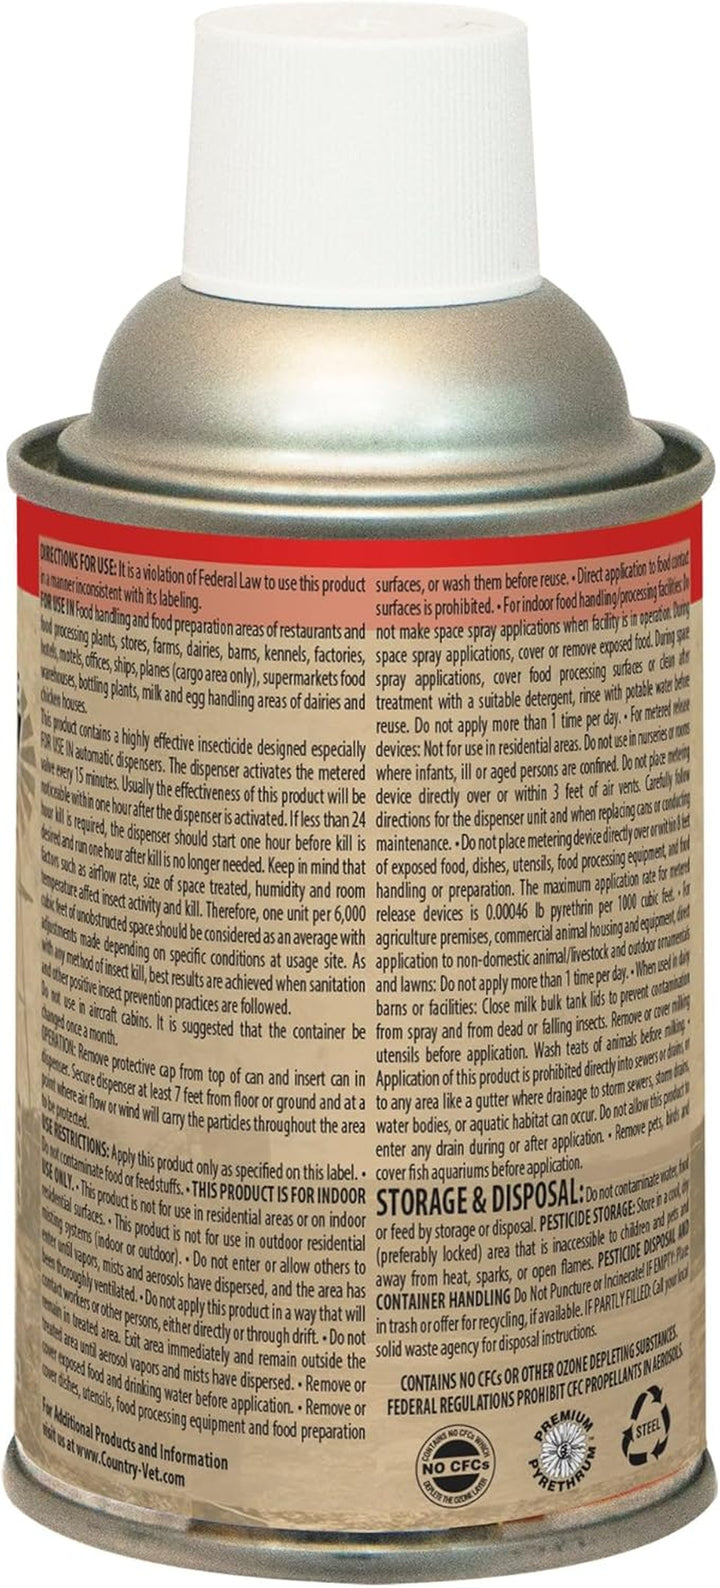 DIRECTIONS FOR USE: It is a violation of Federal Law to use this product
in a manner inconsistent with its labeling.
FOR USE IN Food handling and food preparation areas of restaurants and
food processing plants, stores, farms, dairies, barns, kennels, factories,
hotels, motels, offices, ships, planes (cargo area only), supermarkets food
warehouses, bottling plants, milk and egg handling areas of dairies and
chicken houses.
This product contains a highly effective insecticide designed especially
FOR USE IN automatic dispensers. The dispenser activates the metered
valve every 15 minutes. Usually the effectiveness of this product will be
noticeable within one hour after the dispenser is activated. If less than 24
hour kill is required, the dispenser should start one hour before kill is
desired and run one hour after kill is no longer needed. Keep in mind that
factors such as airflow rate, size of space treated, humidity and room
temperature affect insect activity and kill. Therefore, one unit per 6,000
cubic feet of unobstructed space should be considered as an average with
adjustments made depending on specific conditions at usage site. As
with any method of insect kill, best results are achieved when sanitation
and other positive insect prevention practices are followed.
Do not use in aircraft cabins. It is suggested that the container be
changed once a month.
OPERATION: Remove protective cap from top of can and insert can in
dispenser. Secure dispenser at least 7 feet from floor or ground and at a
point where air flow or wind will carry the particles throughout the area
to be protected.
USE RESTRICTIONS: Apply this product only as specified on this label. •
Do not contaminate food or feedstuffs. • THIS PRODUCT IS FOR INDOOR
USE ONLY. • This product is not for use in residential areas or on indoor
residential surfaces. • This product is not for use in outdoor residential
misting systems (indoor or outdoor). • Do not enter or allow others to
enter until vapors, mists and aerosols have dispersed, and the area has
been thoroughly ventilated. • Do not apply this product in a way that will
contact workers or other persons, either directly or through drift. • Do not
remain in treated area. Exit area immediately and remain outside the
treated area until aerosol vapors and mists have dispersed. • Remove or
cover exposed food and drinking water before application. • Remove or
cover dishes, utensils, food processing equipment and food preparation
For Additional Products and Information
visit us at www.Country-Vet.com
surfaces, or wash them before reuse. • Direct application to food contact
surfaces is prohibited. • For indoor food handling/processing facilities: Do
not make space spray applications when facility is in operation. During
space spray applications, cover or remove exposed food. During space
spray applications, cover food processing surfaces or clean after
treatment with a suitable detergent, rinse with potable water before
reuse. Do not apply more than 1 time per day. • For metered release
devices: Not for use in residential areas. Do not use in nurseries or rooms
where infants, ill or aged persons are confined. Do not place metering
device directly over or within 3 feet of air vents. Carefully follow
directions for the dispenser unit and when replacing cans or conducting
maintenance. • Do not place metering device directly over or within 8 feet
of exposed food, dishes, utensils, food processing equipment, and food
handling or preparation. The maximum application rate for metered
release devices is 0.00046 lb pyrethrin per 1000 cubic feet. • For
agriculture premises, commercial animal housing and equipment, direct
application to non-domestic animal/livestock and outdoor ornamentals
and lawns: Do not apply more than 1 time per day. • When used in dairy
barns or facilities: Close milk bulk tank lids to prevent contamination
from spray and from dead or falling insects. Remove or cover milking
utensils before application. Wash teats of animals before milking. •
Application of this product is prohibited directly into sewers or drains, or
to any area like a gutter where drainage to storm sewers, storm drains,
water bodies, or aquatic habitat can occur. Do not allow this product to
enter any drain during or after application. • Remove pets, birds and
cover fish aquariums before application.
STORAGE & DISPOSAL: Do not contaminate water, food
or feed by storage or disposal. PESTICIDE STORAGE: Store in a cool, dry
(preferably locked) area that is inaccessible to children and pets and
away from heat, sparks, or open flames. PESTICIDE DISPOSAL AND
CONTAINER HANDLING Do Not Puncture or Incinerate! IF EMPTY: Place
in trash or offer for recycling, if available. IF PARTLY FILLED: Call your local
solid waste agency for disposal instructions.
CONTAINS NO CFCs OR OTHER OZONE DEPLETING SUBSTANCES.
FEDERAL REGULATIONS PROHIBIT CFC PROPELLANTS IN AEROSOLS.
CONTAINS NO CFCs WHICH
NO CFCs
DEPLETE THE OZONE LAYER
PREMIUM
PYRETHRUM
STEEL